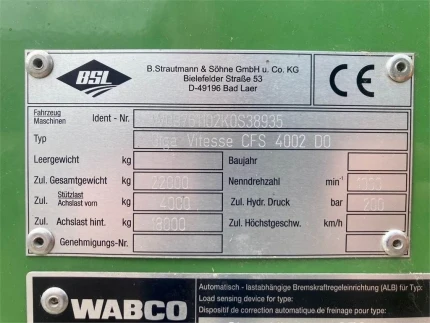 BSL
B.Strautmann & Söhne GmbH u. Co. KG
Bielefelder Straße 53
D-49196 Bad Laer
CE
Fahrzeug
Maschinen
Ident - Nr.
Typ Vitesse CFS 4002 DO
Leergewicht kg Baujahr
Zul. Gesamtgewicht kg 22000 Nenndrehzahl min-1
Zul. Stützlast
Achslast vorn kg 4000 Zul. Hydr. Druck bar 200
Zul. Achslast hint. kg 18000 Zul. Höchstgeschw. km/h
Genehmigungs-Nr.
WABCO
Automatisch - lastabhängige Bremskraftregeleinrichtung (ALB) für Typ:
Load sensing device for type:
Dispositif de correction automatique de freinage pour type: